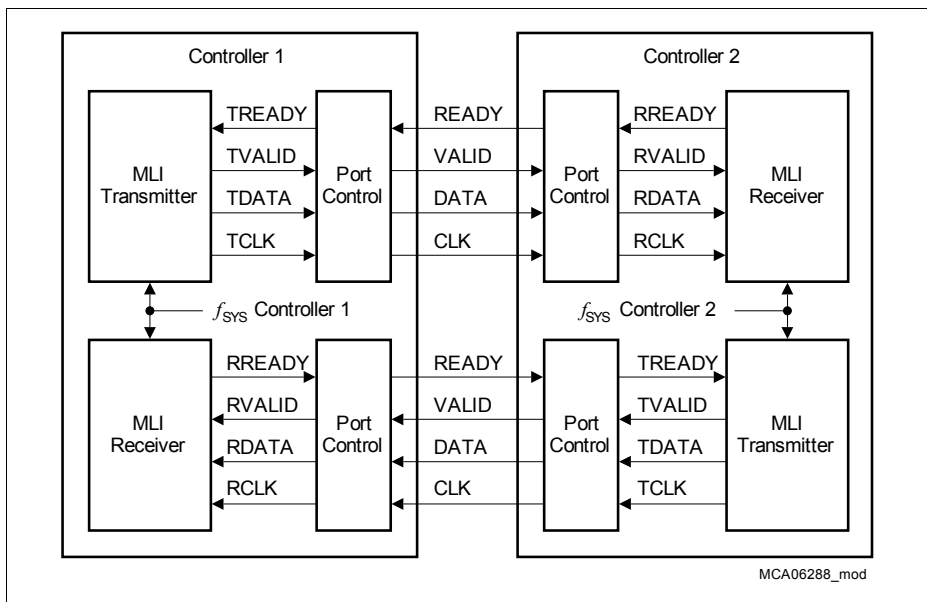 Controller 1
Controller 2
TREADY
READY
RREADY
MLI
Transmitter
TVALID
Port
Control
VALID
Port
Control
RVALID
MLI
Receiver
TDATA
DATA
RDATA
TCLK
CLK
RCLK
fSYS Controller 1
fSYS Controller 2
RREADY
READY
TREADY
MLI
Receiver
RVALID
Port
Control
VALID
Port
Control
TVALID
MLI
Transmitter
RDATA
DATA
TDATA
RCLK
CLK
TCLK
MCA06288_mod